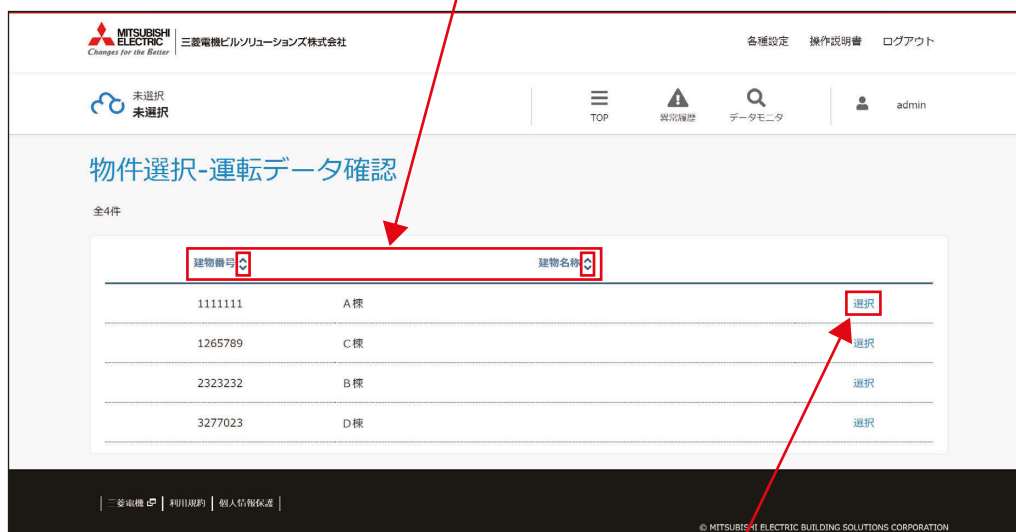 MITSUBISHI ELECTRIC
Changes for the Better
三菱電機ビルソリューションズ株式会社
各種設定 操作説明書 ログアウト
未選択
未選択
TOP 異常履歴 データモニタ admin
物件選択-運転データ確認
全4件
建物番号 建物名称
1111111 A棟 選択
1265789 C棟 選択
2323232 B棟 選択
3277023 D棟 選択
三菱電機 利用規約 個人情報保護
© MITSUBISHI ELECTRIC BUILDING SOLUTIONS CORPORATION